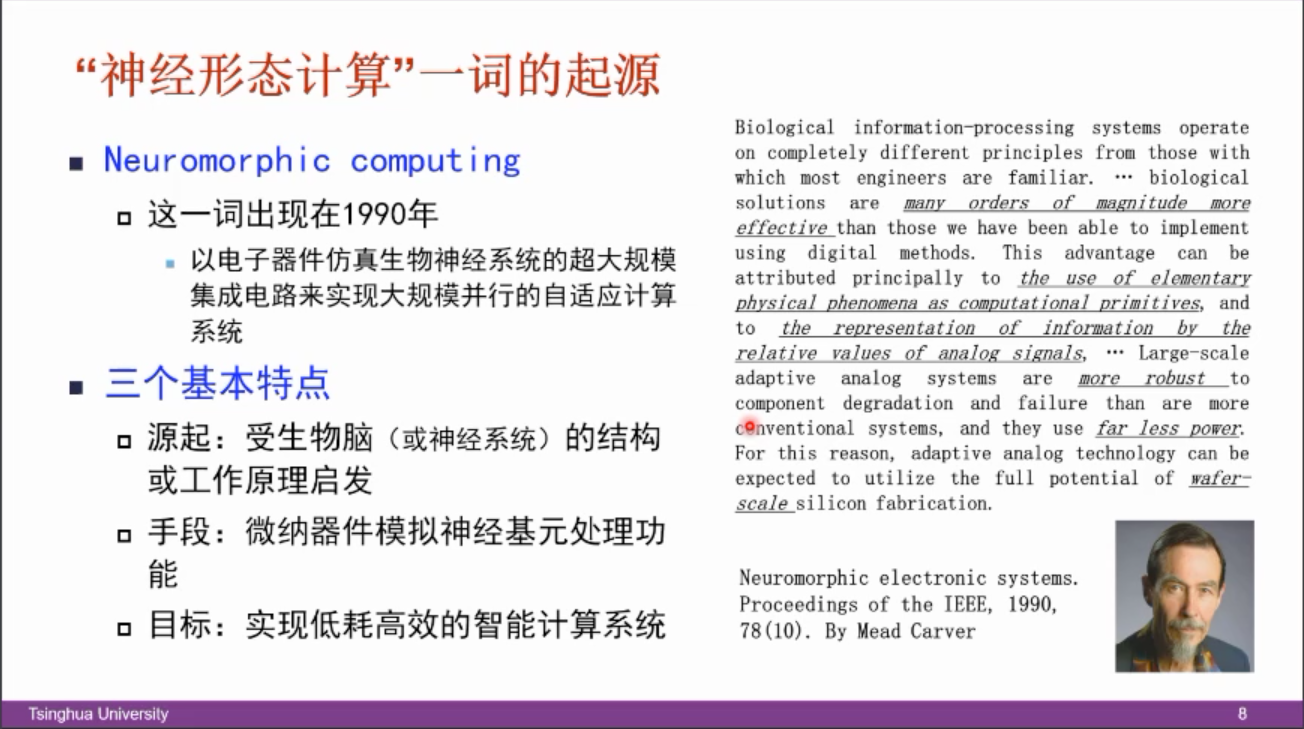 “神经形态计算”一词的起源
Neuromorphic computing
这一词出现在1990年
以电子器件仿真生物神经系统的超大规模
集成电路来实现大规模并行的自适应计算
系统
三个基本特点
源起：受生物脑（或神经系统）的结构
或工作原理启发
手段：微纳器件模拟神经基元处理功
能
目标：实现低耗高效的智能计算系统
Biological information-processing systems operate
on completely different principles from those with
which most engineers are familiar. … biological
solutions are many orders of magnitude more
effective than those we have been able to implement
using digital methods. This advantage can be
attributed principally to the use of elementary
physical phenomena as computational primitives, and
to the representation of information by the
relative values of analog signals, … Large-scale
adaptive analog systems are more robust to
component degradation and failure than are more
conventional systems, and they use far less power.
For this reason, adaptive analog technology can be
expected to utilize the full potential of wafer-
scale silicon fabrication.
Neuromorphic electronic systems.
Proceedings of the IEEE, 1990,
78(10). By Mead Carver
Tsinghua University
8